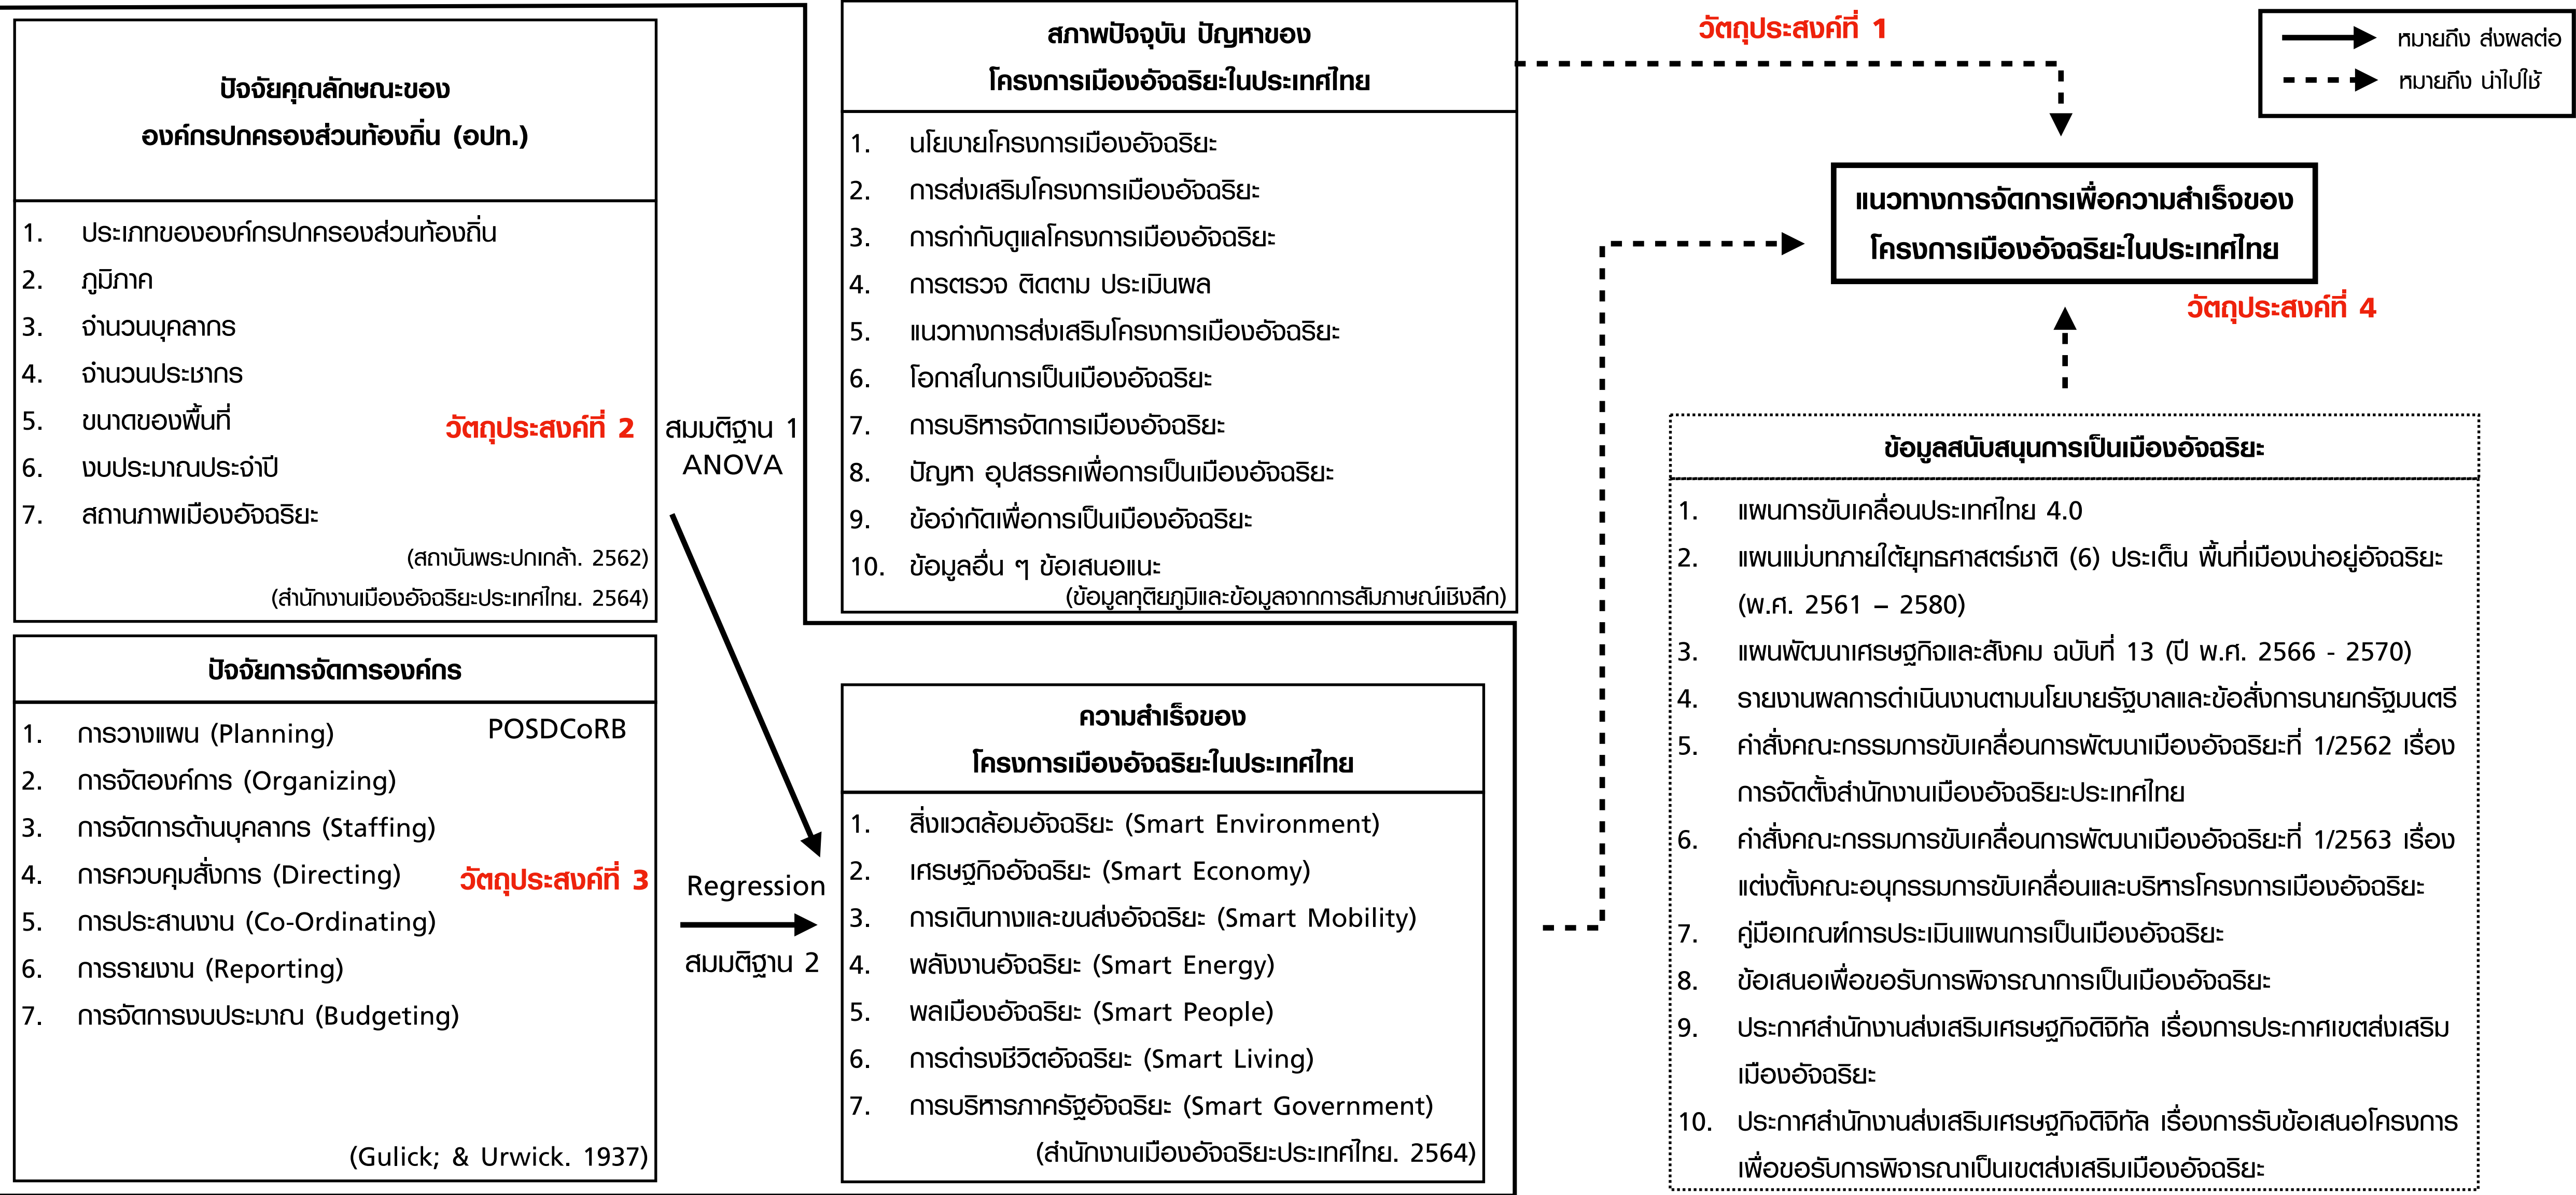 ปัจจัยคุณลักษณะของ
องค์กรปกครองส่วนท้องถิ่น (อปท.)
1. ประเภทขององค์กรปกครองส่วนท้องถิ่น
2. ภูมิภาค
3. จำนวนบุคลากร
4. จำนวนประชากร
5. ขนาดของพื้นที่
6. งบประมาณประจำปี
7. สถานภาพเมืองอัจฉริยะ
(สถาบันพระปกเกล้า. 2562)
(สำนักงานเมืองอัจฉริยะประเทศไทย. 2564)
วัตถุประสงค์ที่ 2
สมมติฐาน 1
ANOVA
ปัจจัยการจัดการองค์กร
POSDCoRB
1. การวางแผน (Planning)
2. การจัดองค์การ (Organizing)
3. การจัดการด้านบุคลากร (Staffing)
4. การควบคุมสั่งการ (Directing)
5. การประสานงาน (Co-Ordinating)
6. การรายงาน (Reporting)
7. การจัดการงบประมาณ (Budgeting)
(Gulick; & Urwick. 1937)
วัตถุประสงค์ที่ 3
Regression
สมมติฐาน 2
สภาพปัจจุบัน ปัญหาของ
โครงการเมืองอัจฉริยะในประเทศไทย
1. นโยบายโครงการเมืองอัจฉริยะ
2. การส่งเสริมโครงการเมืองอัจฉริยะ
3. การกำกับดูแลโครงการเมืองอัจฉริยะ
4. การตรวจ ติดตาม ประเมินผล
5. แนวทางการส่งเสริมโครงการเมืองอัจฉริยะ
6. โอกาสในการเป็นเมืองอัจฉริยะ
7. การบริหารจัดการเมืองอัจฉริยะ
8. ปัญหา อุปสรรคเพื่อการเป็นเมืองอัจฉริยะ
9. ข้อจำกัดเพื่อการเป็นเมืองอัจฉริยะ
10. ข้อมูลอื่น ๆ ข้อเสนอแนะ
(ข้อมูลทุติยภูมิและข้อมูลจากการสัมภาษณ์เชิงลึก)
ความสำเร็จของ
โครงการเมืองอัจฉริยะในประเทศไทย
1. สิ่งแวดล้อมอัจฉริยะ (Smart Environment)
2. เศรษฐกิจอัจฉริยะ (Smart Economy)
3. การเดินทางและขนส่งอัจฉริยะ (Smart Mobility)
4. พลังงานอัจฉริยะ (Smart Energy)
5. พลเมืองอัจฉริยะ (Smart People)
6. การดำรงชีวิตอัจฉริยะ (Smart Living)
7. การบริหารภาครัฐอัจฉริยะ (Smart Government)
(สำนักงานเมืองอัจฉริยะประเทศไทย. 2564)
วัตถุประสงค์ที่ 1
หมายถึง ส่งผลต่อ
หมายถึง นำไปใช้
แนวทางการจัดการเพื่อความสำเร็จของ
โครงการเมืองอัจฉริยะในประเทศไทย
วัตถุประสงค์ที่ 4
ข้อมูลสนับสนุนการเป็นเมืองอัจฉริยะ
1. แผนการขับเคลื่อนประเทศไทย 4.0
2. แผนแม่บทภายใต้ยุทธศาสตร์ชาติ (6) ประเด็น พื้นที่เมืองน่าอยู่อัจฉริยะ
(พ.ศ. 2561 – 2580)
3. แผนพัฒนาเศรษฐกิจและสังคม ฉบับที่ 13 (ปี พ.ศ. 2566 - 2570)
4. รายงานผลการดำเนินงานตามนโยบายรัฐบาลและข้อสั่งการนายกรัฐมนตรี
5. คำสั่งคณะกรรมการขับเคลื่อนการพัฒนาเมืองอัจฉริยะที่ 1/2562 เรื่อง
การจัดตั้งสำนักงานเมืองอัจฉริยะประเทศไทย
6. คำสั่งคณะกรรมการขับเคลื่อนการพัฒนาเมืองอัจฉริยะที่ 1/2563 เรื่อง
แต่งตั้งคณะอนุกรรมการขับเคลื่อนและบริหารโครงการเมืองอัจฉริยะ
7. คู่มือเกณฑ์การประเมินแผนการเป็นเมืองอัจฉริยะ
8. ข้อเสนอเพื่อขอรับการพิจารณาการเป็นเมืองอัจฉริยะ
9. ประกาศสำนักงานส่งเสริมเศรษฐกิจดิจิทัล เรื่องการประกาศเขตส่งเสริม
เมืองอัจฉริยะ
10. ประกาศสำนักงานส่งเสริมเศรษฐกิจดิจิทัล เรื่องการรับข้อเสนอโครงการ
เพื่อขอรับการพิจารณาเป็นเขตส่งเสริมเมืองอัจฉริยะ